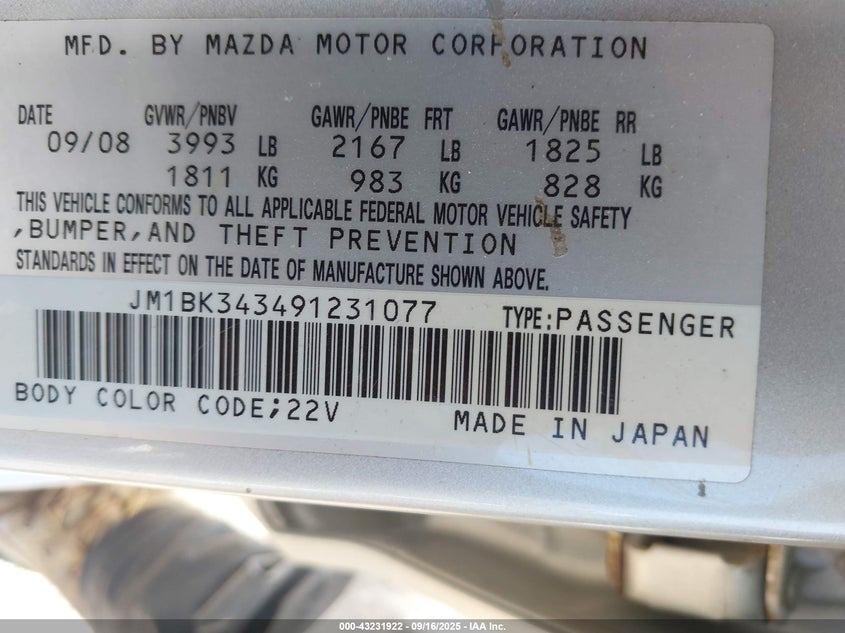 MFD. BY MAZDA MOTOR CORPORATION
DATE GVWR/PNBV GAWR/PNBE FRT GAWR/PNBE RR
09/08 3993 LB 2167 LB 1825 LB
1811 KG 983 KG 828 KG
THIS VEHICLE CONFORMS TO ALL APPLICABLE FEDERAL MOTOR VEHICLE SAFETY
,BUMPER,AND THEFT PREVENTION
STANDARDS IN EFFECT ON THE DATE OF MANUFACTURE SHOWN ABOVE.
JM1BK343491231077 TYPE:PASSENGER
BODY COLOR CODE;22V MADE IN JAPAN
000-43231922 - 09/16/2025 - IAA Inc.